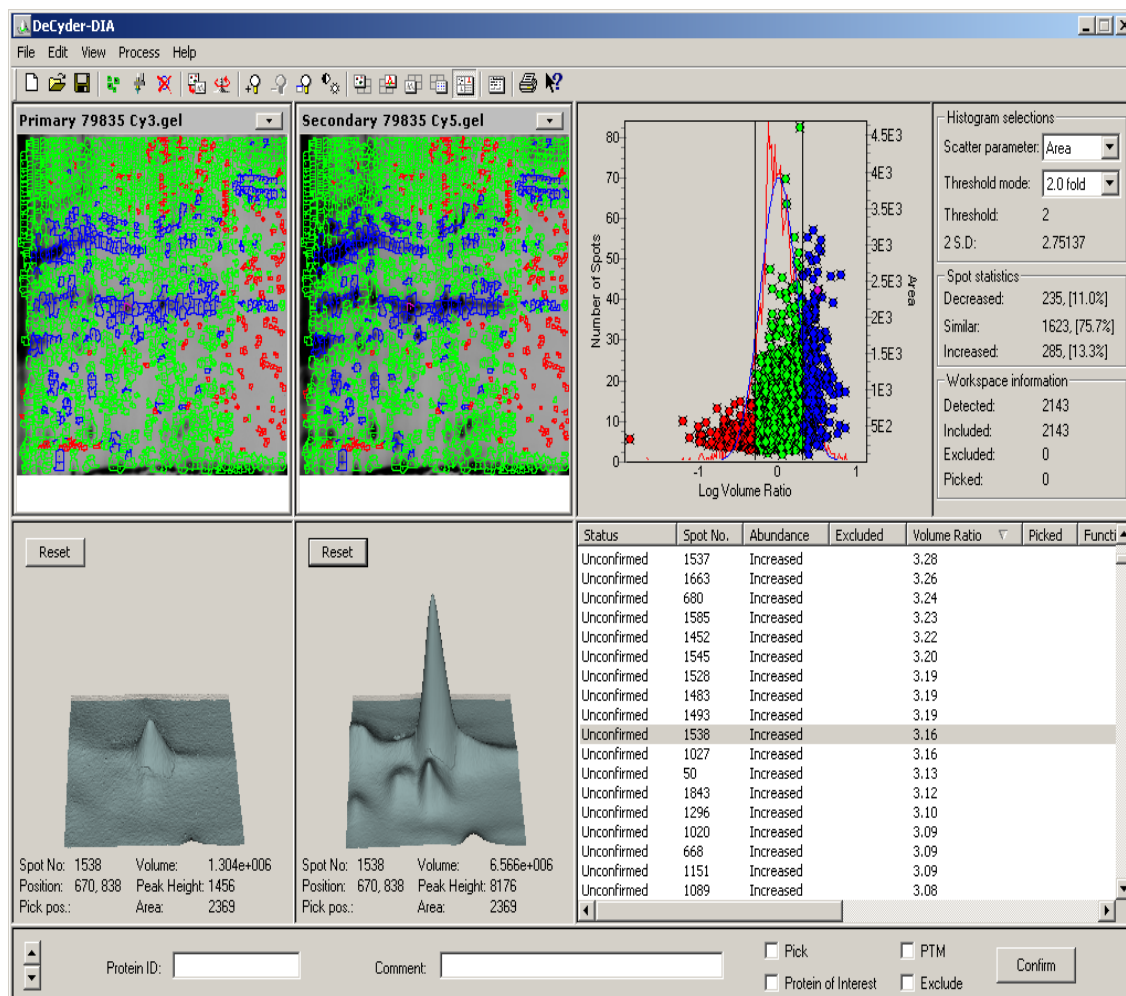 DeCyder-DIA
File Edit View Process Help
Primary 79835 Cy3.gel
Secondary 79835 Cy5.gel
Number of Spots
80
70
60
50
40
30
20
10
0
4.5E3
4E3
3.5E3
3E3
2.5E3
2E3
1.5E3
1E3
5E2
Area
-1 0 1
Log Volume Ratio
Histogram selections
Scatter parameter: Area
Threshold mode: 2.0 fold
Threshold: 2
2 S.D: 2.75137
Spot statistics
Decreased: 235, [11.0%]
Similar: 1623, [75.7%]
Increased: 285, [13.3%]
Workspace information
Detected: 2143
Included: 2143
Excluded: 0
Picked: 0
Reset
Spot No: 1538 Volume: 1.304e+006
Position: 670, 838 Peak Height: 1456
Pick pos.: Area: 2369
Reset
Spot No: 1538 Volume: 6.566e+006
Position: 670, 838 Peak Height: 8176
Pick pos.: Area: 2369
Status Spot No. Abundance Excluded Volume Ratio Picked Functi
Unconfirmed 1537 Increased 3.28
Unconfirmed 1663 Increased 3.26
Unconfirmed 680 Increased 3.24
Unconfirmed 1585 Increased 3.23
Unconfirmed 1452 Increased 3.22
Unconfirmed 1545 Increased 3.20
Unconfirmed 1528 Increased 3.19
Unconfirmed 1483 Increased 3.19
Unconfirmed 1493 Increased 3.19
Unconfirmed 1538 Increased 3.16
Unconfirmed 1027 Increased 3.16
Unconfirmed 50 Increased 3.13
Unconfirmed 1843 Increased 3.12
Unconfirmed 1296 Increased 3.10
Unconfirmed 1020 Increased 3.09
Unconfirmed 668 Increased 3.09
Unconfirmed 1151 Increased 3.09
Unconfirmed 1089 Increased 3.08
Protein ID:
Comment:
Pick PTM
Protein of Interest Exclude
Confirm